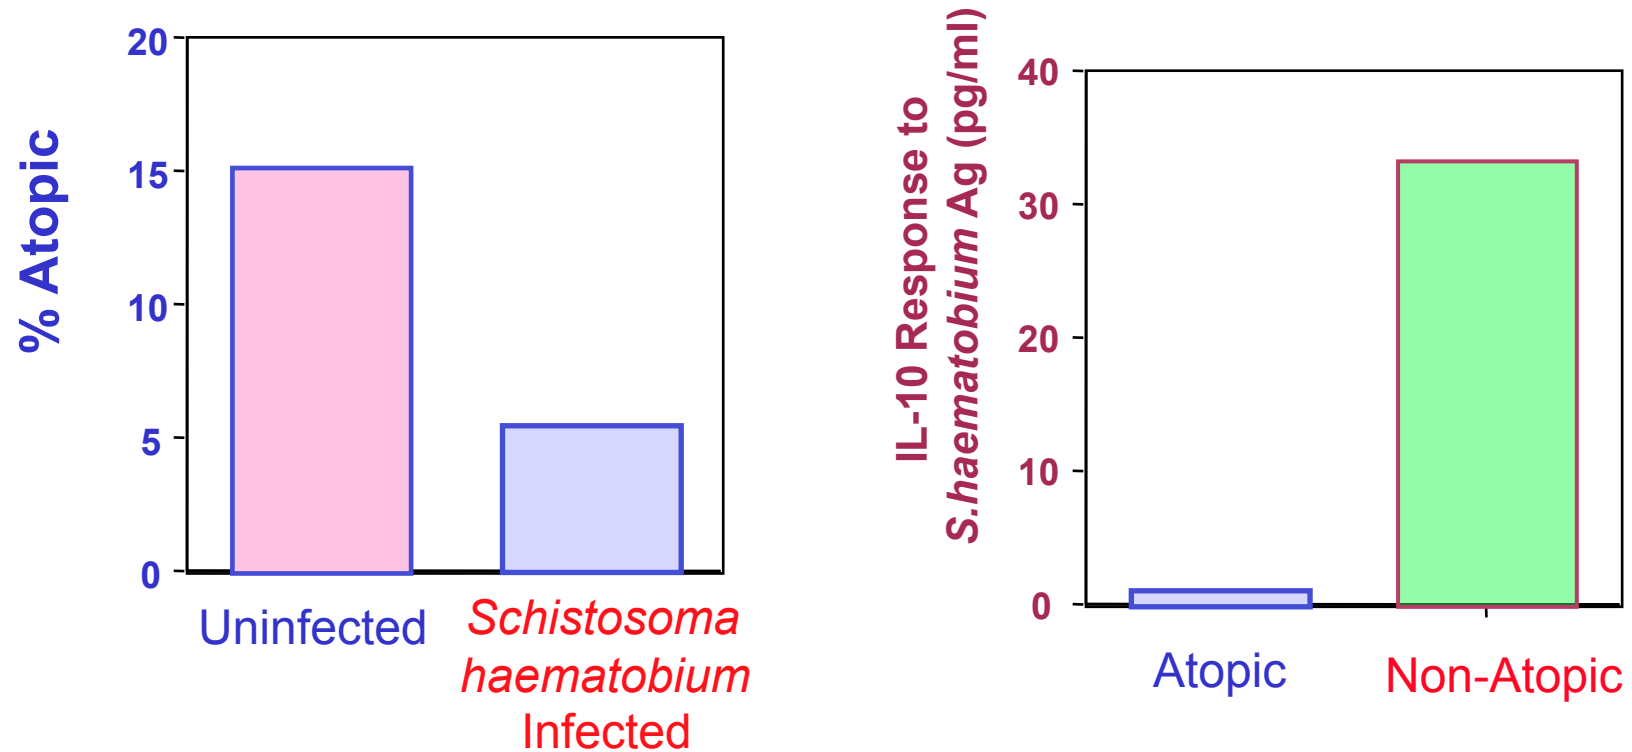 % Atopic
20
15
10
5
0
Uninfected
Schistosoma
haematobium
Infected
IL-10 Response to
S.haematobium Ag (pg/ml)
40
30
20
10
0
Atopic
Non-Atopic